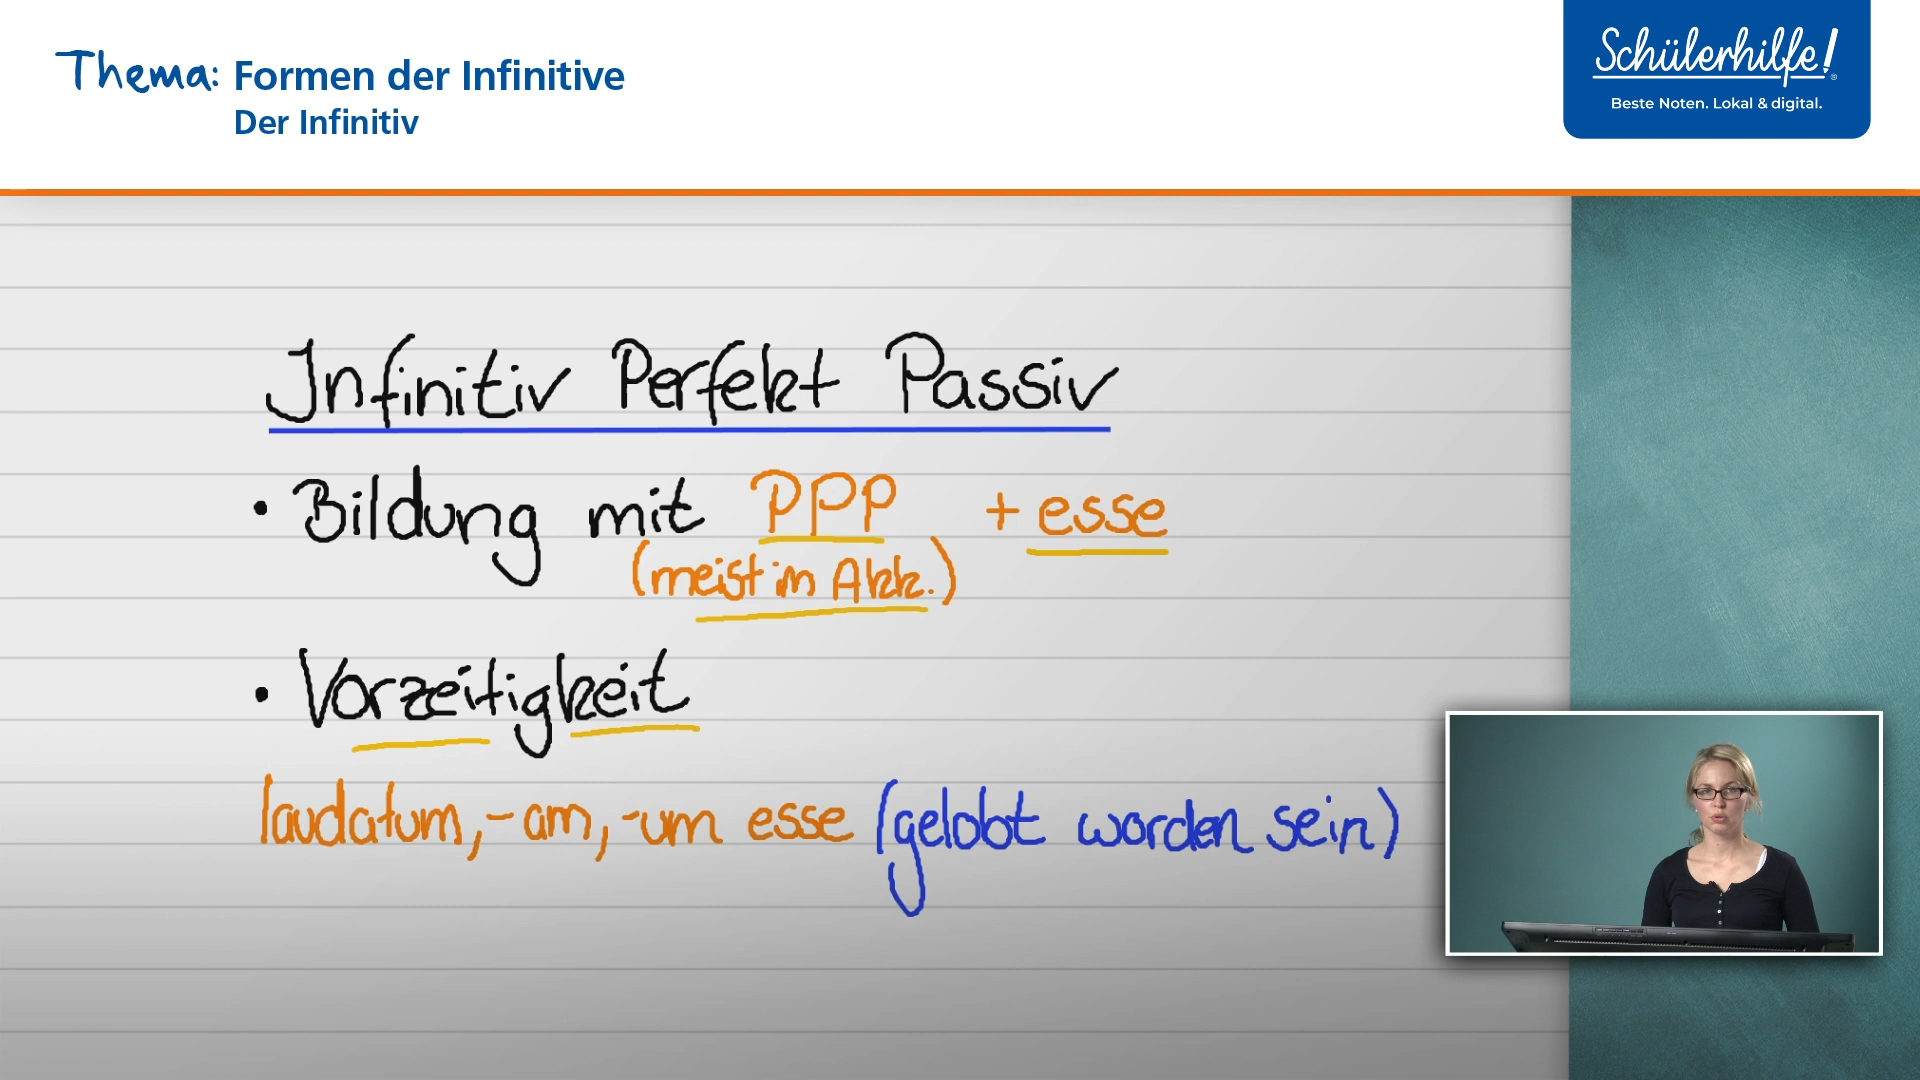 Thema: Formen der Infinitive
Der Infinitiv
Schülerhilfe!®
Beste Noten. Lokal & digital.
Infinitiv Perfekt Passiv
• Bildung mit PPP + esse
(meist im Akk.)
• Vorzeitigkeit
laudatum, -am, -um esse (gelobt worden sein)